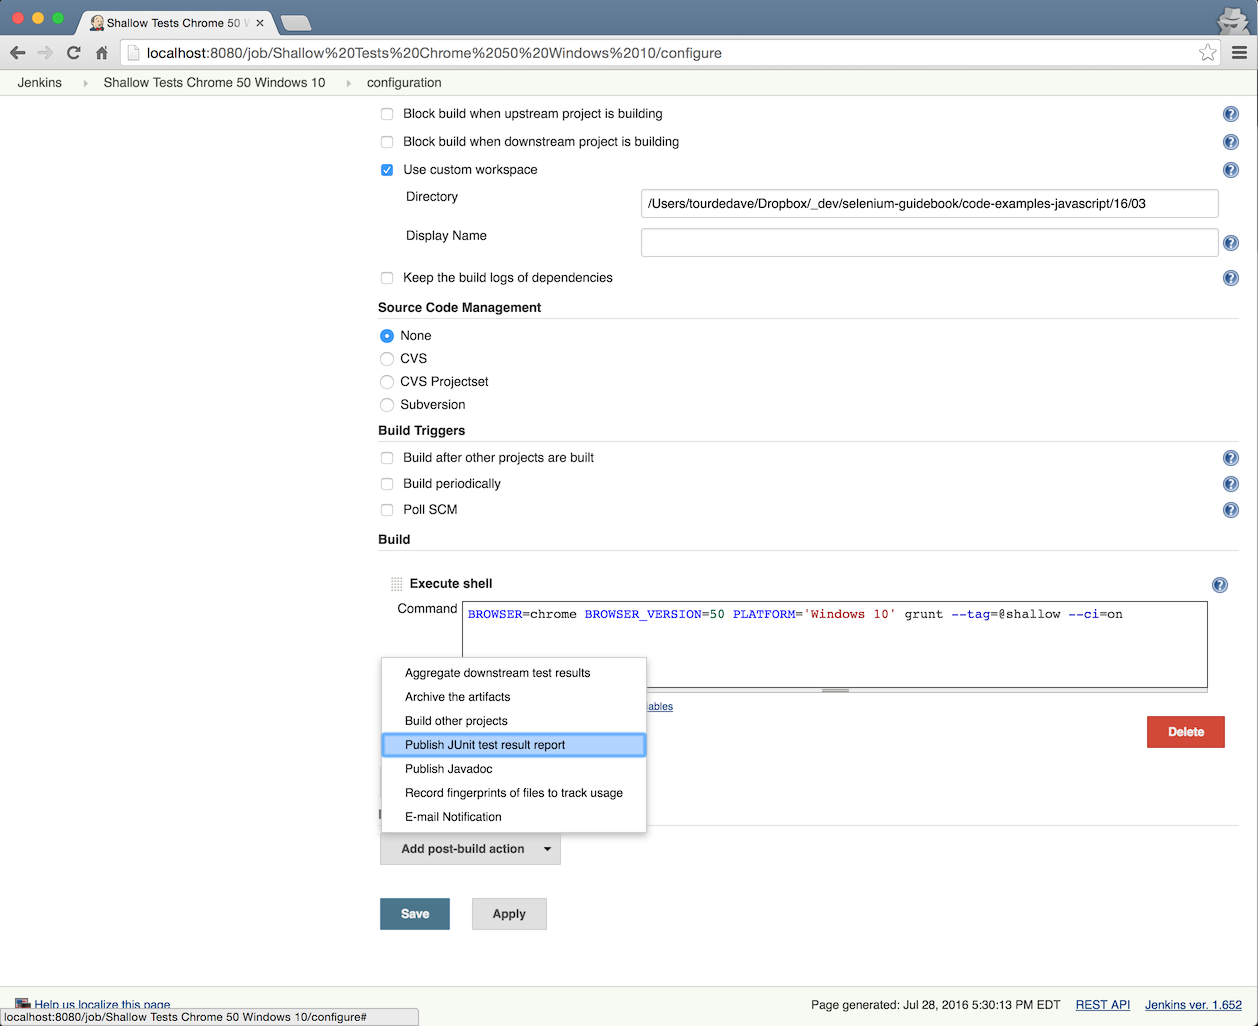 Shallow Tests Chrome 50 W
localhost:8080/job/Shallow%20Tests%20Chrome%2050%20Windows%2010/configure
Jenkins Shallow Tests Chrome 50 Windows 10 configuration
Block build when upstream project is building
Block build when downstream project is building
Use custom workspace
Directory /Users/tourdedave/Dropbox/_dev/selenium-guidebook/code-examples-javascript/16/03
Display Name
Keep the build logs of dependencies
Source Code Management
None
CVS
CVS Projectset
Subversion
Build Triggers
Build after other projects are built
Build periodically
Poll SCM
Build
Execute shell
Command BROWSER=chrome BROWSER_VERSION=50 PLATFORM='Windows 10' grunt --tag=@shallow --ci=on
Aggregate downstream test results
Archive the artifacts
ables
Build other projects
Delete
Publish JUnit test result report
Publish Javadoc
Record fingerprints of files to track usage
E-mail Notification
Add post-build action
Save Apply
Help us localize this page Page generated: Jul 28, 2016 5:30:13 PM EDT REST API Jenkins ver. 1.652
localhost:8080/job/Shallow Tests Chrome 50 Windows 10/configure#